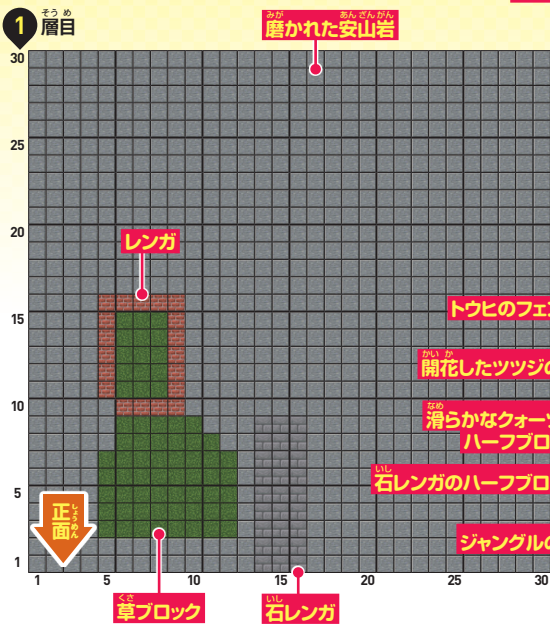 1 層目
そうめ
磨かれた安山岩
みが あんざんがん
30
25
20
レンガ
15
トウヒのフェン
開花したツツジの
かいか
10
滑らかなクォーツ
なめ
ハーフブロ
石レンガのハーフブロ
いし
5
正面
しょうめん
ジャングルの
1
1 5 10 15 20 25 30
草ブロック
くさ
石レンガ
いし